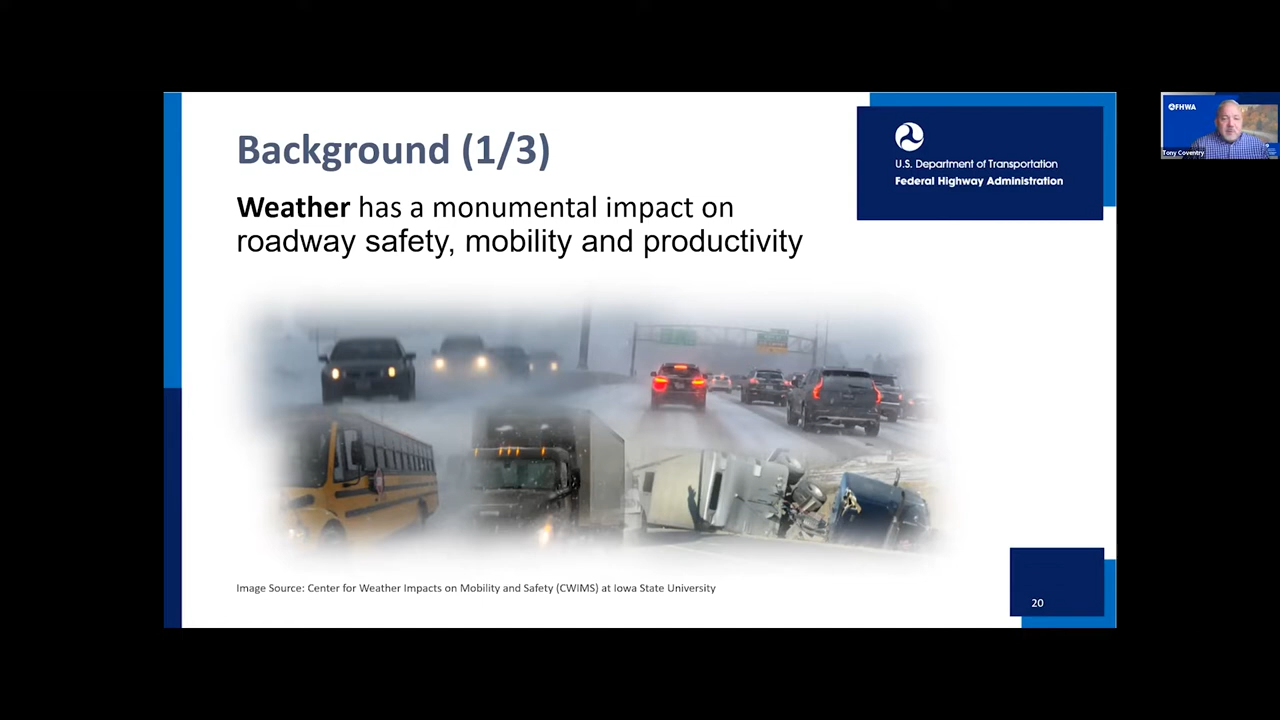 Background (1/3)
Weather has a monumental impact on
roadway safety, mobility and productivity
U.S. Department of Transportation
Federal Highway Administration
FHWA
Tony Coventry
Image Source: Center for Weather Impacts on Mobility and Safety (CWIMS) at Iowa State University
20